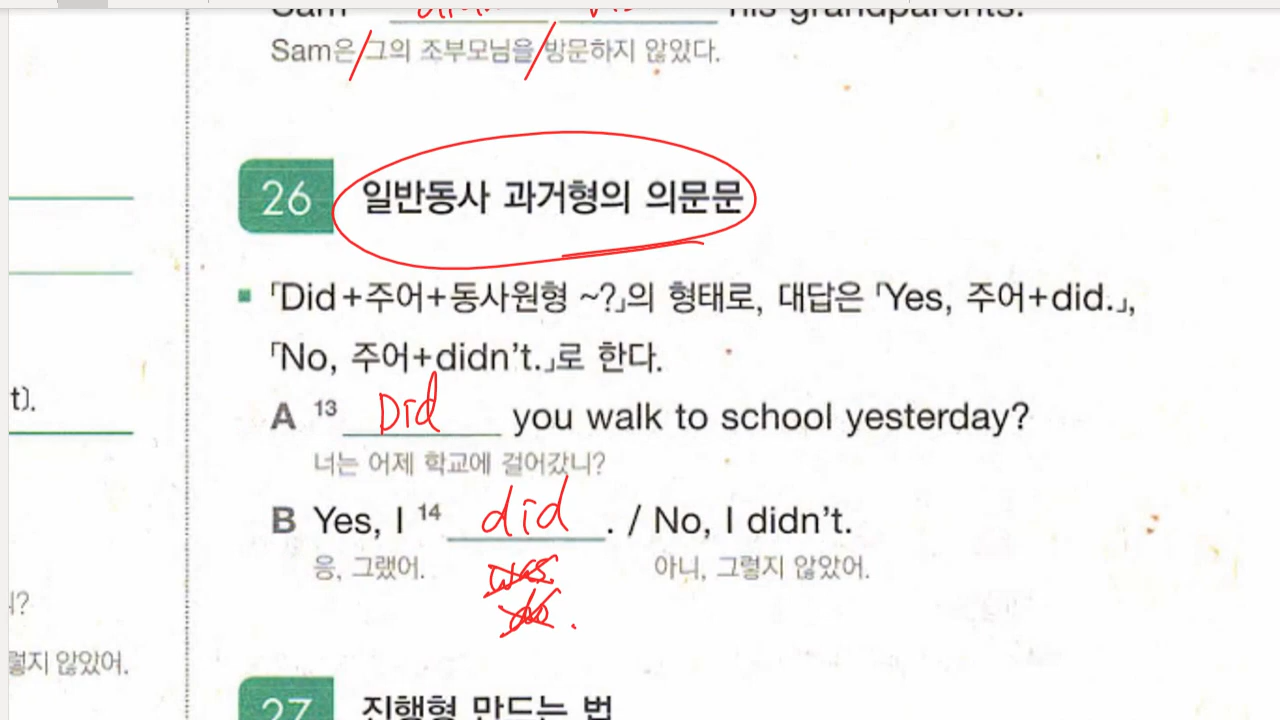 Sam didn't his grandparents.
Sam은 그의 조부모님을 방문하지 않았다.
26 일반동사 과거형의 의문문
「Did+주어+동사원형 ~?」의 형태로, 대답은 「Yes, 주어+did.」,
「No, 주어+didn't.」로 한다.
t).
A 13 Did you walk to school yesterday?
너는 어제 학교에 걸어갔니?
B Yes, I 14 did. / No, I didn't.
응, 그랬어. 아니, 그렇지 않았어.
was
do.
?
렇지 않았어.
27 진행형 만드는 법